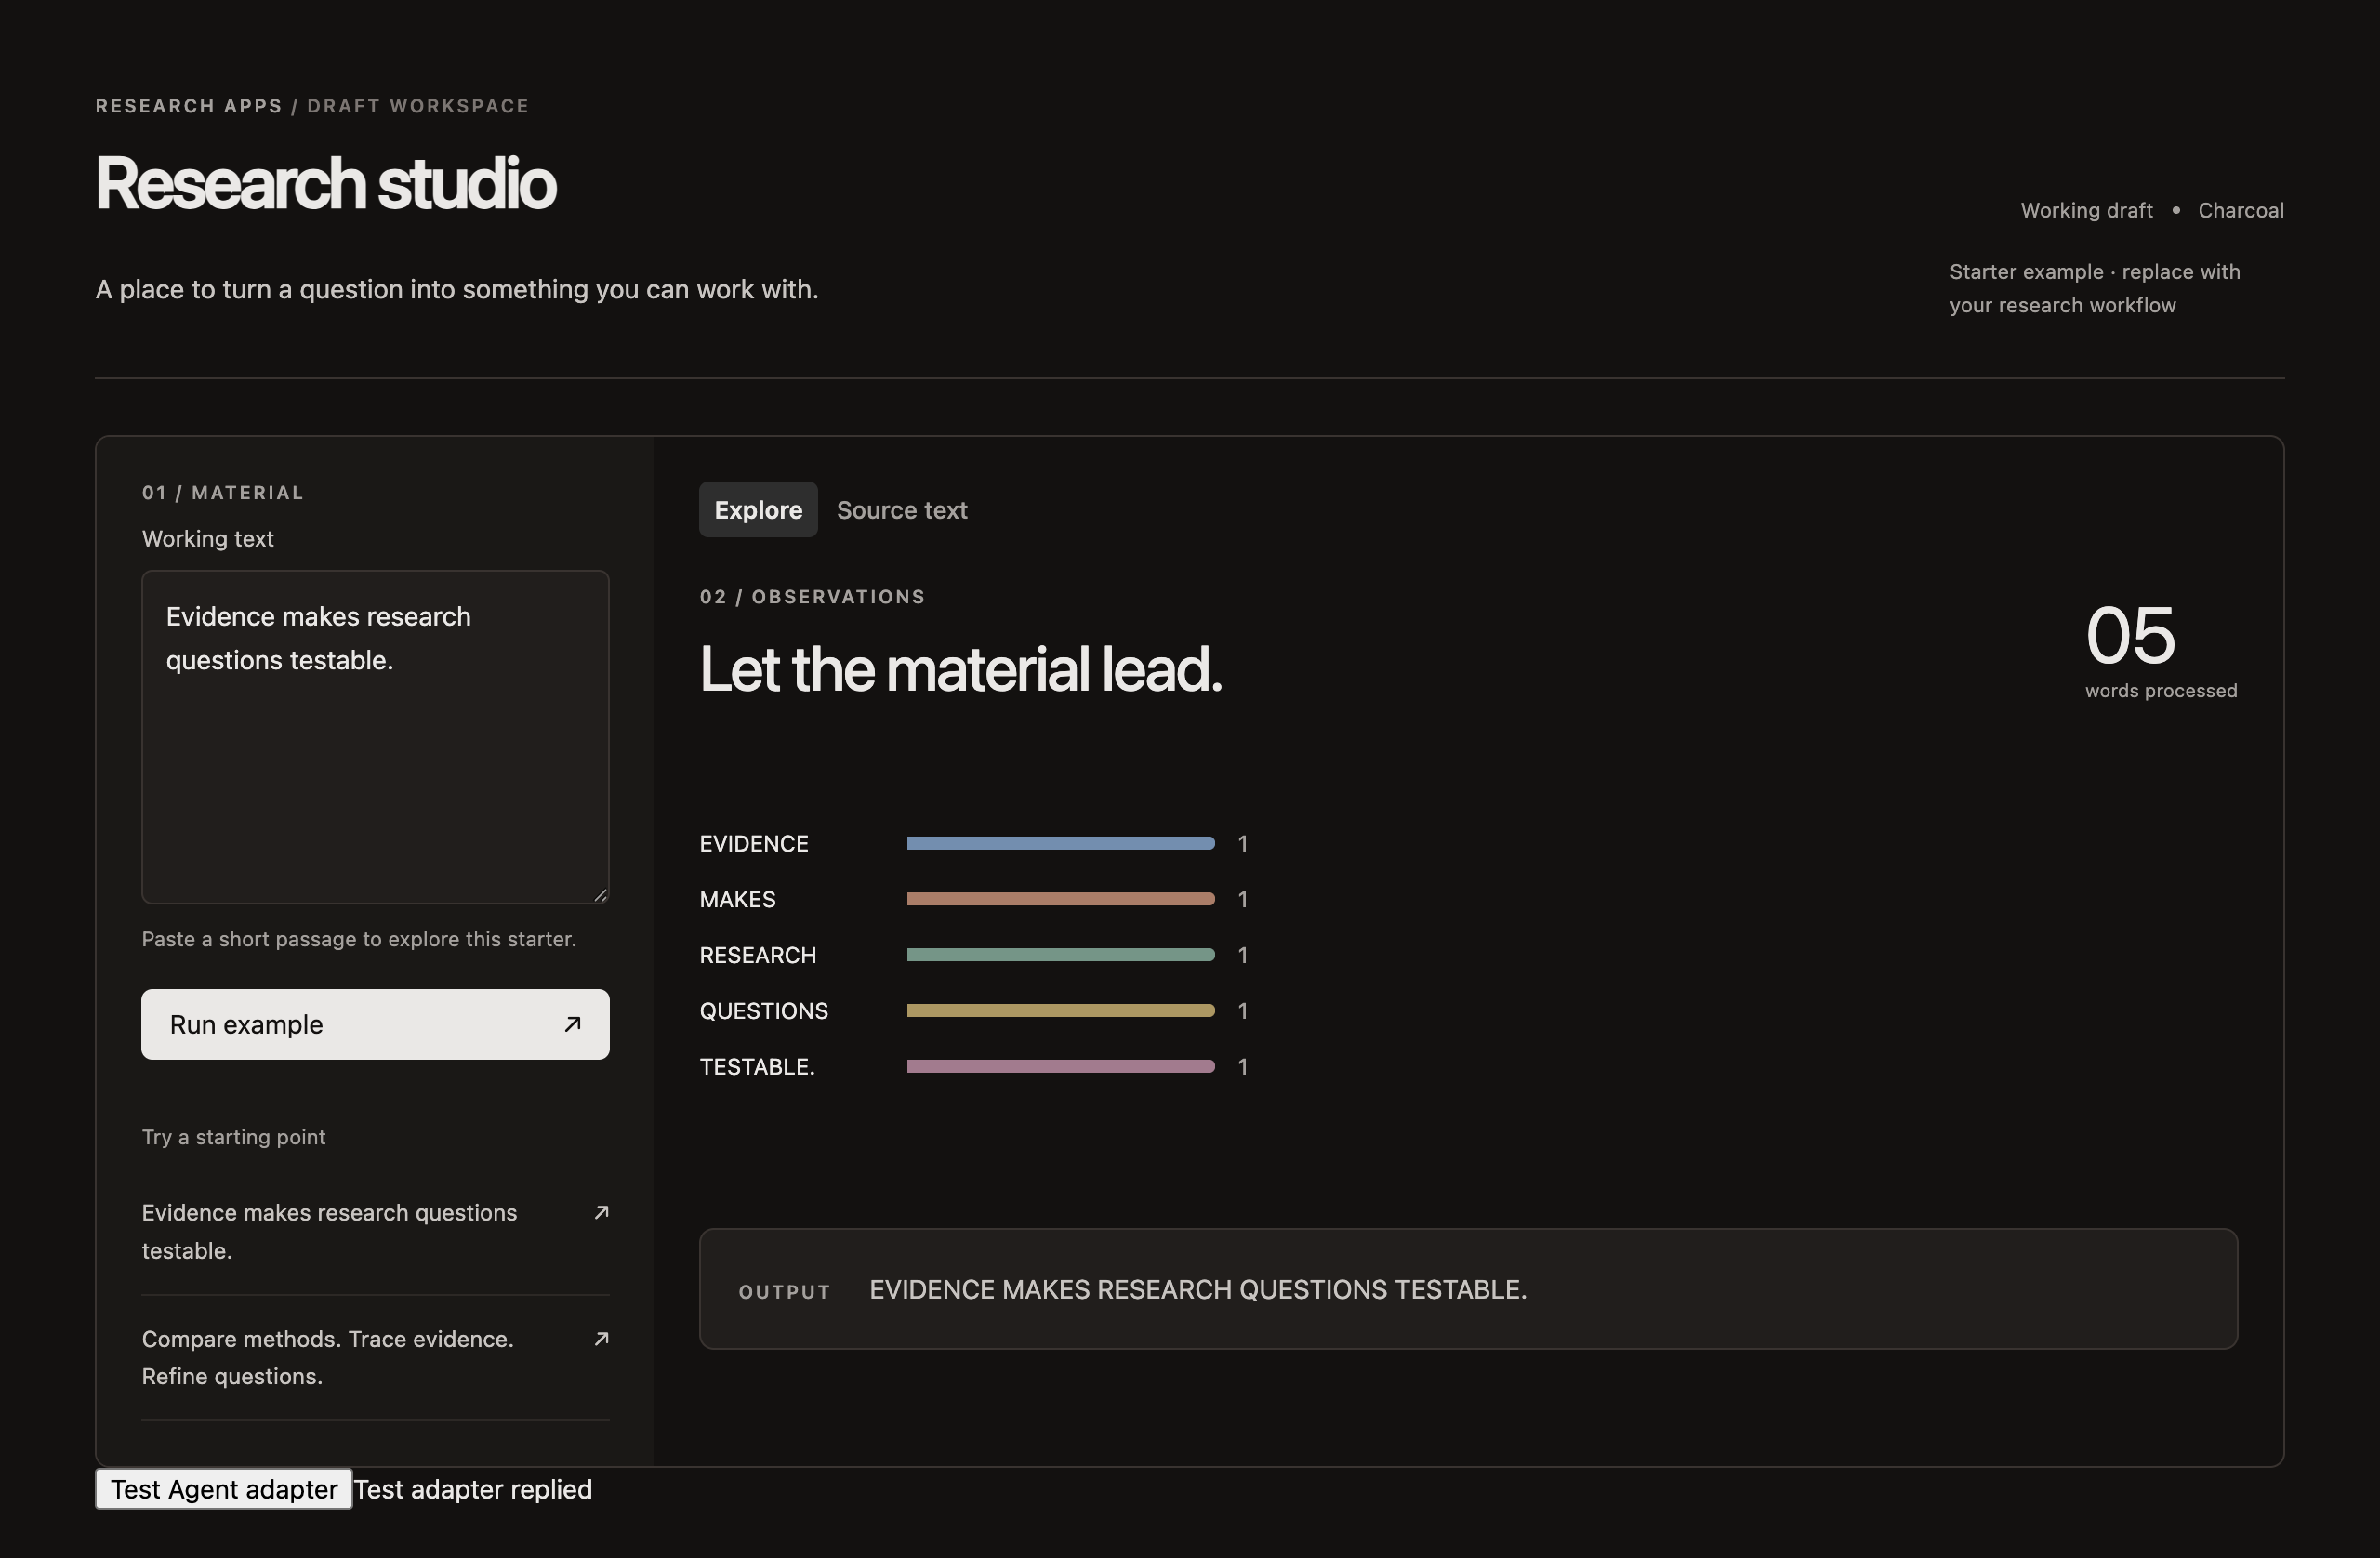 RESEARCH APPS / DRAFT WORKSPACE
Research studio
A place to turn a question into something you can work with.
Working draft • Charcoal
Starter example · replace with
your research workflow
01 / MATERIAL
Working text
Evidence makes research
questions testable.
Paste a short passage to explore this starter.
Run example ↗
Try a starting point
Evidence makes research questions ↗
testable.
Compare methods. Trace evidence. ↗
Refine questions.
Explore Source text
02 / OBSERVATIONS
Let the material lead.
05
words processed
EVIDENCE 1
MAKES 1
RESEARCH 1
QUESTIONS 1
TESTABLE. 1
OUTPUT EVIDENCE MAKES RESEARCH QUESTIONS TESTABLE.
Test Agent adapter Test adapter replied